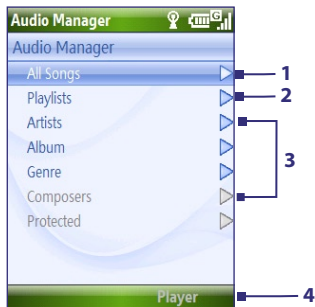 Audio Manager G
Audio Manager
All Songs 1
Playlists 2
Artists
Album
3
Genre
Composers
Protected
Player 4